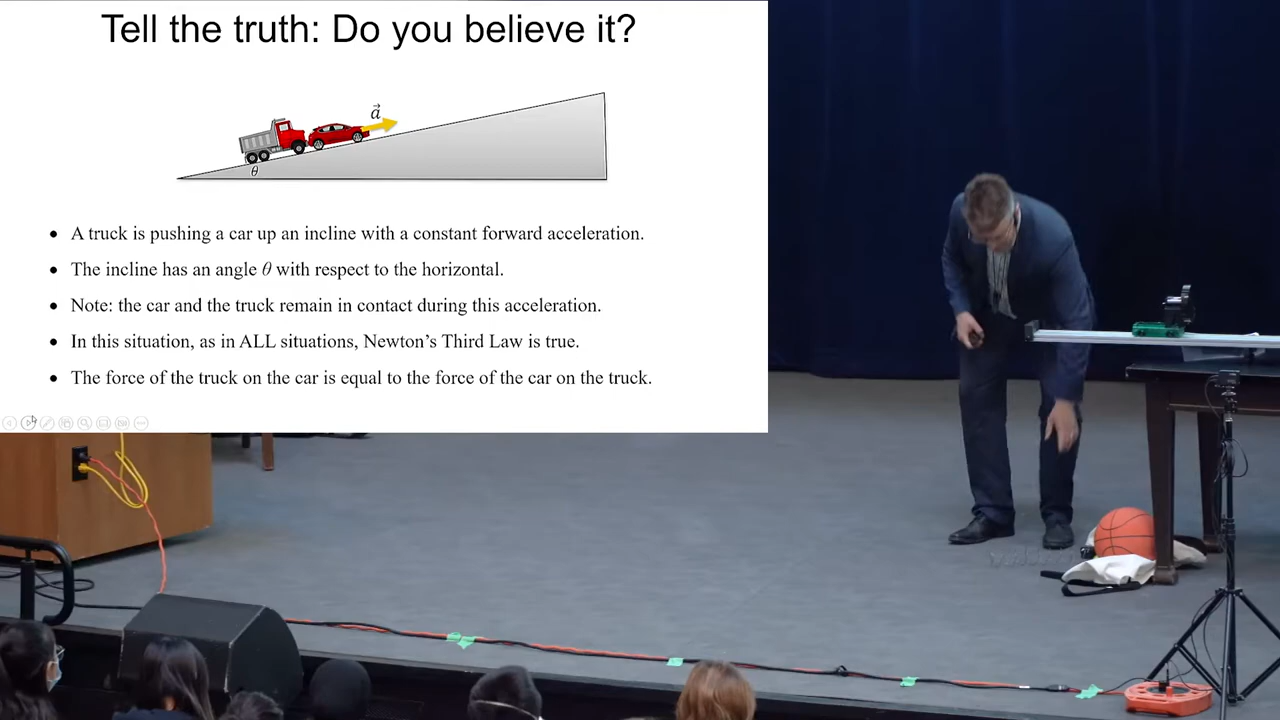 Tell the truth: Do you believe it?
a⃗
θ
• A truck is pushing a car up an incline with a constant forward acceleration.
• The incline has an angle θ with respect to the horizontal.
• Note: the car and the truck remain in contact during this acceleration.
• In this situation, as in ALL situations, Newton's Third Law is true.
• The force of the truck on the car is equal to the force of the car on the truck.